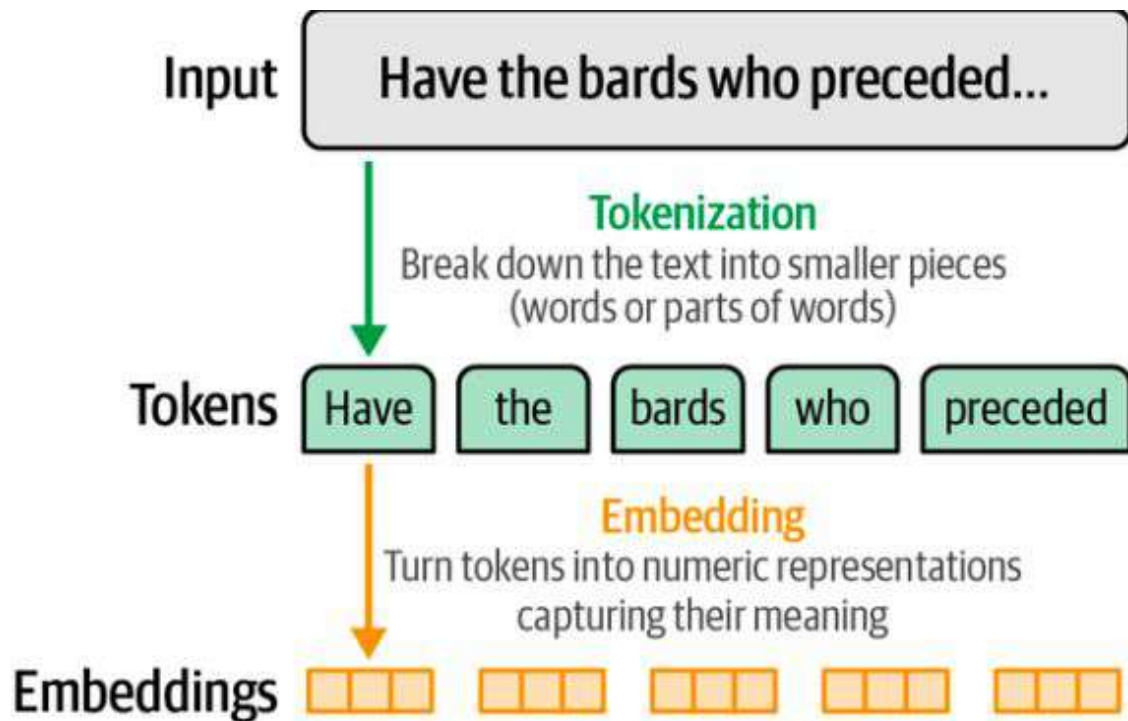 Input
Have the bards who preceded...
Tokenization
Break down the text into smaller pieces
(words or parts of words)
Tokens
Have the bards who preceded
Embedding
Turn tokens into numeric representations
capturing their meaning
Embeddings